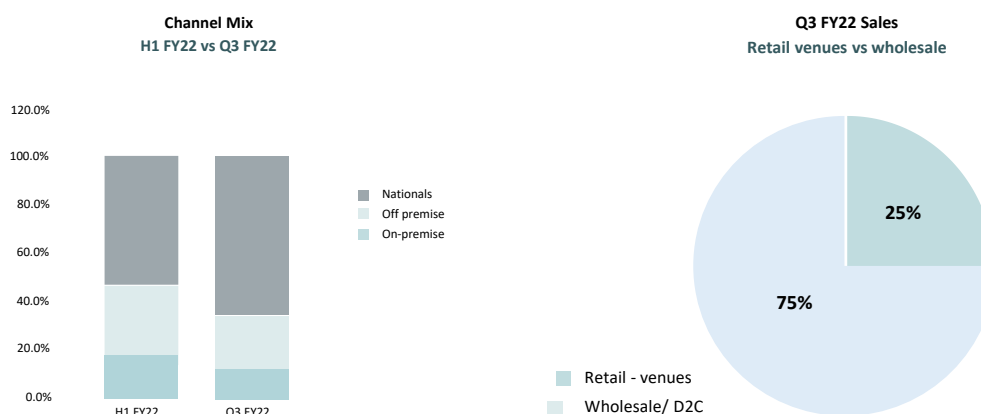 Channel Mix
H1 FY22 vs Q3 FY22
120.0%
100.0%
80.0%
60.0%
40.0%
20.0%
0.0%
H1 FY22
Q3 FY22
Nationals
Off premise
On-premise
Q3 FY22 Sales
Retail venues vs wholesale
25%
75%
Retail - venues
Wholesale/ D2C